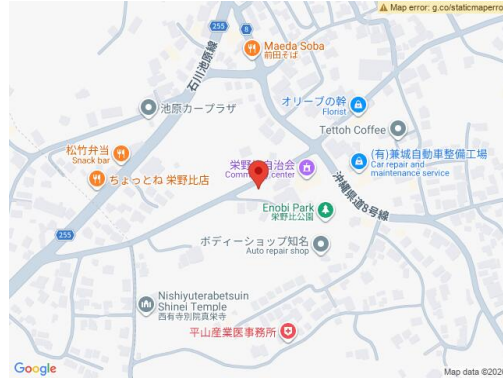 Map error: g.co/staticmaperro
石川池原線
255
8
Maeda Soba
前田そば
池原カープラザ
オリーブの幹
Florist
Tettoh Coffee
松竹弁当
Snack bar
ちょっとね 栄野比店
栄野
自治会
Comm
center
(有)兼城自動車整備工場
Car repair and
maintenance service
沖縄県道8号線
Enobi Park
栄野比公園
255
ボディーショップ知名
Auto repair shop
255
Nishiyuterabetsuin
Shinei Temple
西有寺別院真栄寺
平山産業医事務所
Google
Map data ©202